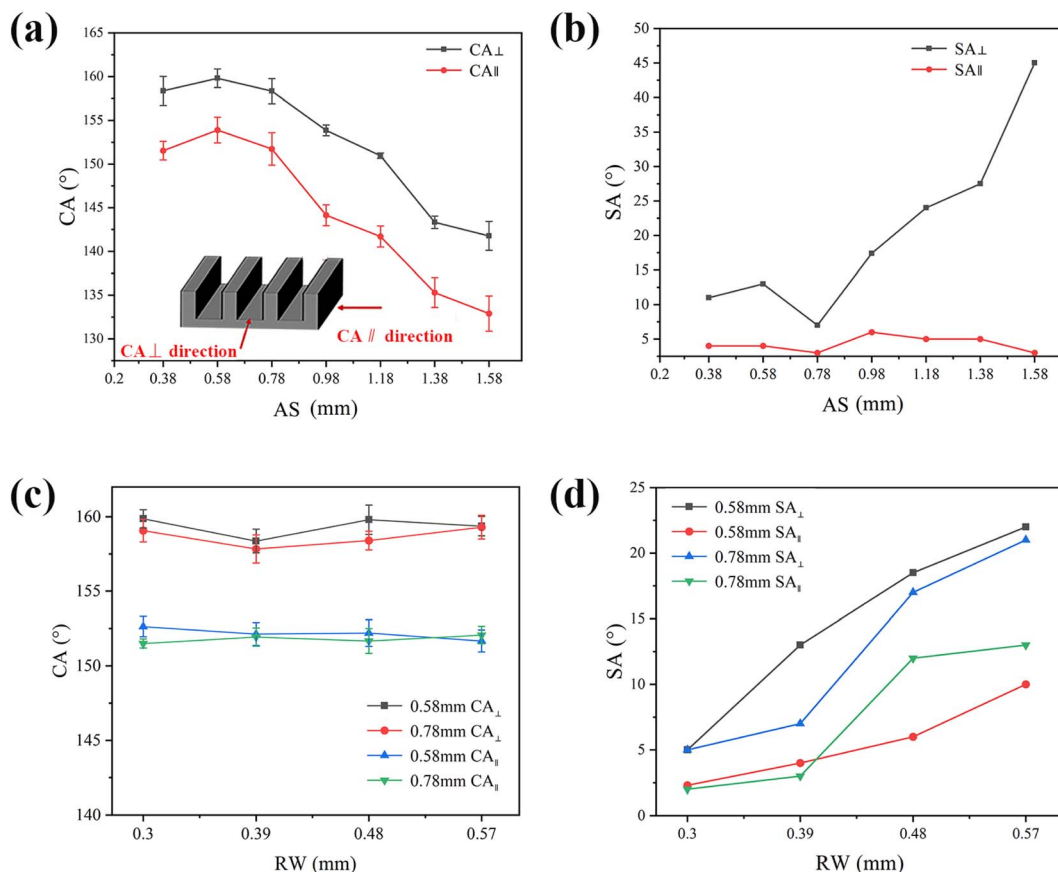 (a)
165
160
155
150
145
140
135
130
CA (°)
CA⊥
CA∥
CA⊥ direction
CA // direction
0.2
0.38
0.58
0.78
0.98
1.18
1.38
1.58
AS (mm)
(b)
50
45
40
35
30
25
20
15
10
5
SA (°)
SA⊥
SA∥
0.2
0.38
0.58
0.78
0.98
1.18
1.38
1.58
AS (mm)
(c)
160
155
150
145
140
CA (°)
0.58mm CA⊥
0.78mm CA⊥
0.58mm CA∥
0.78mm CA∥
0.3
0.39
0.48
0.57
RW (mm)
(d)
25
20
15
10
5
0
SA (°)
0.58mm SA⊥
0.58mm SA∥
0.78mm SA⊥
0.78mm SA∥
0.3
0.39
0.48
0.57
RW (mm)